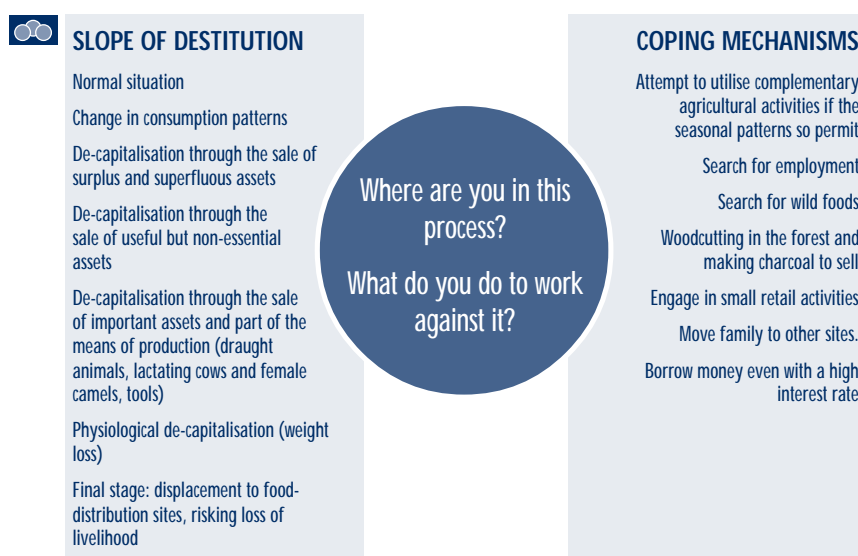 SLOPE OF DESTITUTION
Normal situation
Change in consumption patterns
De-capitalisation through the sale of
surplus and superfluous assets
De-capitalisation through the
sale of useful but non-essential
assets
De-capitalisation through the sale
of important assets and part of the
means of production (draught
animals, lactating cows and female
camels, tools)
Physiological de-capitalisation (weight
loss)
Final stage: displacement to food-
distribution sites, risking loss of
livelihood
Where are you in this
process?
What do you do to work
against it?
COPING MECHANISMS
Attempt to utilise complementary
agricultural activities if the
seasonal patterns so permit
Search for employment
Search for wild foods
Woodcutting in the forest and
making charcoal to sell
Engage in small retail activities
Move family to other sites.
Borrow money even with a high
interest rate